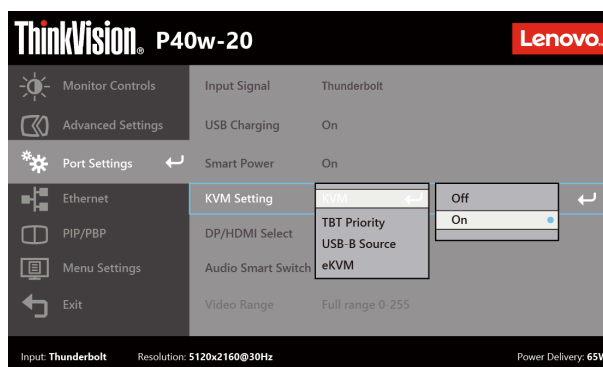 ThinkVision® P40w-20 Lenovo
Monitor Controls Input Signal Thunderbolt
Advanced Settings USB Charging On
Port Settings Smart Power On
Ethernet KVM Setting KVM Off
On
TBT Priority
PIP/PBP DP/HDMI Select USB-B Source
Menu Settings Audio Smart Switch eKVM
Exit Video Range Full range 0-255
Input: Thunderbolt Resolution: 5120x2160@30Hz Power Delivery: 65W